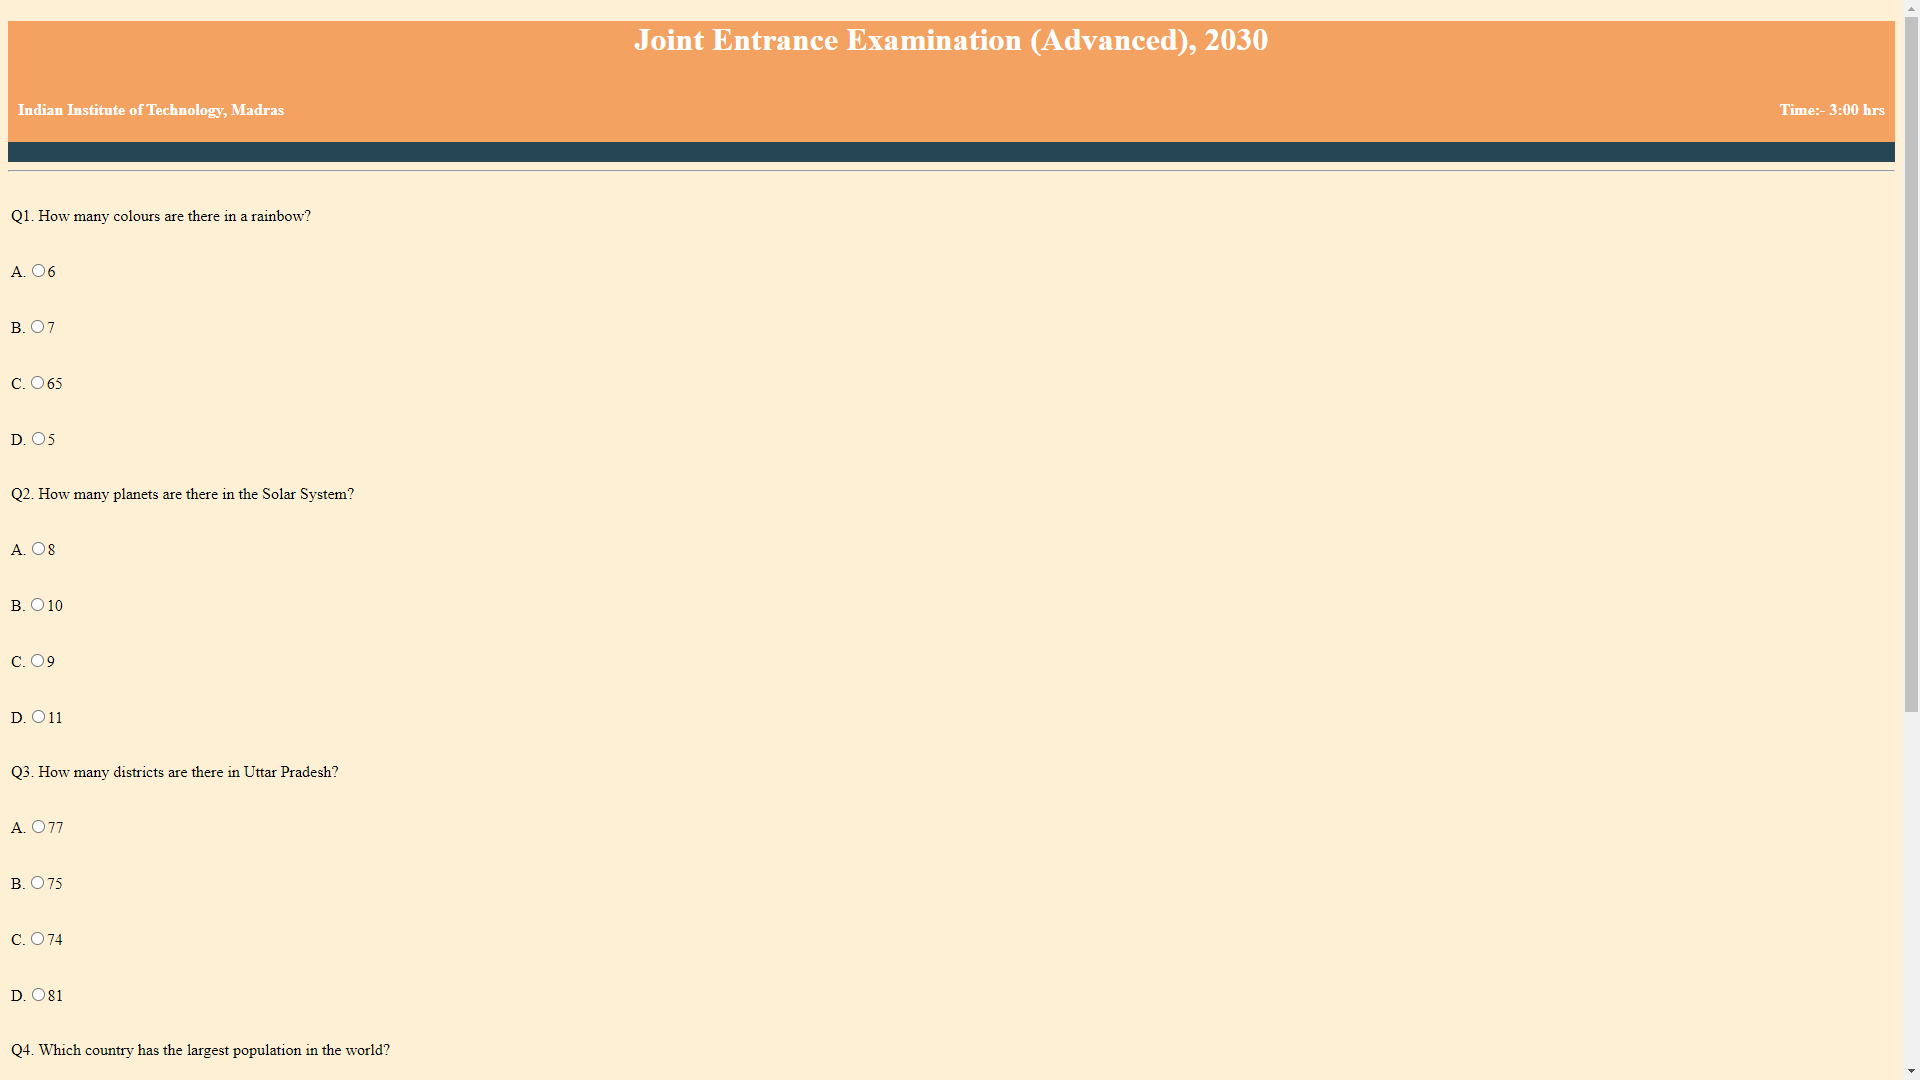 Joint Entrance Examination (Advanced), 2030
Indian Institute of Technology, Madras
Time:- 3:00 hrs
Q1. How many colours are there in a rainbow?
A. 6
B. 7
C. 65
D. 5
Q2. How many planets are there in the Solar System?
A. 8
B. 10
C. 9
D. 11
Q3. How many districts are there in Uttar Pradesh?
A. 77
B. 75
C. 74
D. 81
Q4. Which country has the largest population in the world?